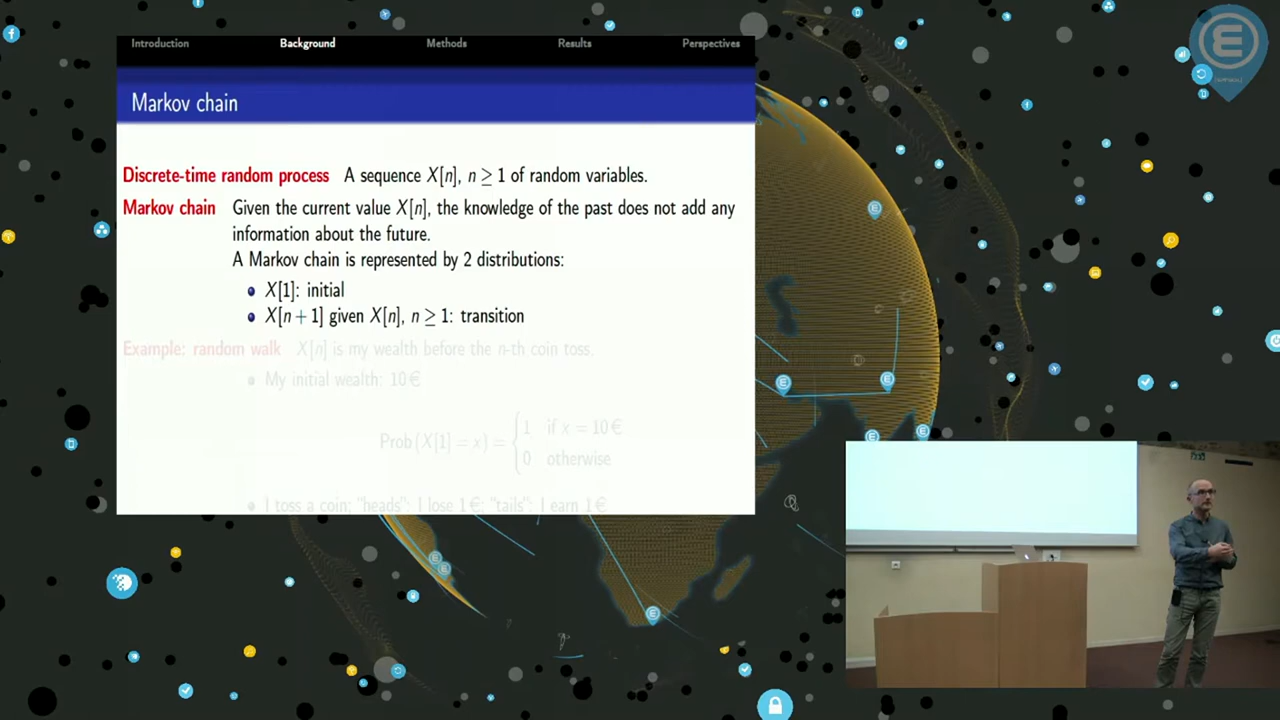 Introduction Background Methods Results Perspectives
Markov chain
Discrete-time random process A sequence X[n], n ≥ 1 of random variables.
Markov chain Given the current value X[n], the knowledge of the past does not add any
information about the future.
A Markov chain is represented by 2 distributions:
• X[1]: initial
• X[n + 1] given X[n], n ≥ 1: transition
Example: random walk X[n] is my wealth before the n-th coin toss.
• My initial wealth: 10 €
Prob (X[1] = x) = { 1 if x = 10 €
0 otherwise
• I toss a coin: "heads": I lose 1 €; "tails": I earn 1 €